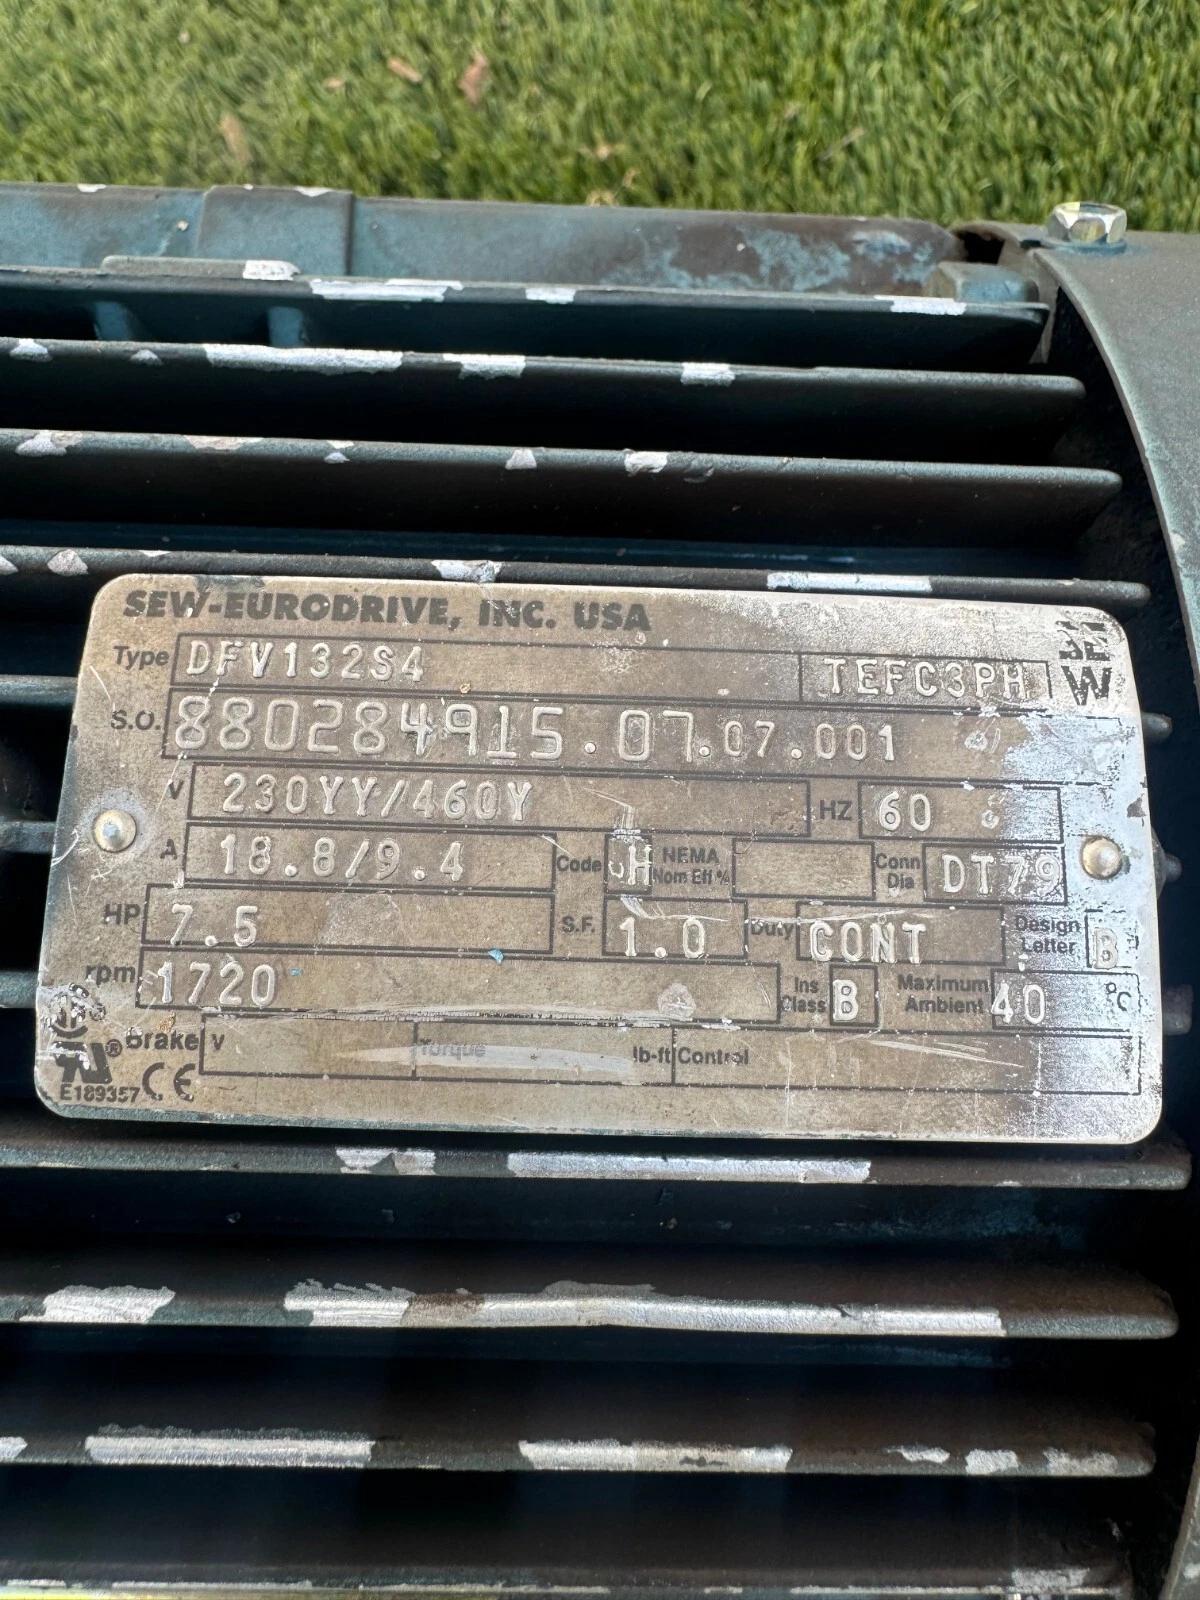 SEW-EURODRIVE, INC. USA
SEW
Type DFV132S4 TEFC3PH
S.O. 880284915.07.07.001
V 230YY/460Y HZ 60
A 18.8/9.4 Code H NEMA Nom Eff % Conn Dia DT79
HP 7.5 S.F. 1.0 Duty CONT Design Letter B
rpm 1720 Ins Class B Maximum Ambient 40 °C
Brake V Torque lb-ft Control
E189357 CE